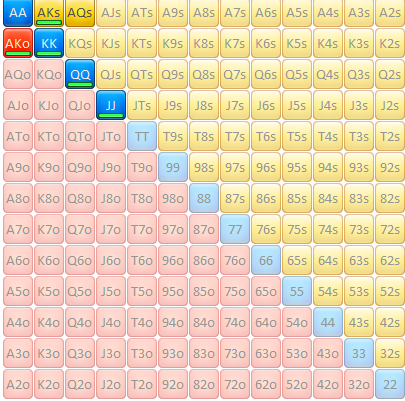 AA AKs AQs AJs ATs A9s A8s A7s A6s A5s A4s A3s A2s
AKo KK KQs KJs KTs K9s K8s K7s K6s K5s K4s K3s K2s
AQo KQo QQ QJs QTs Q9s Q8s Q7s Q6s Q5s Q4s Q3s Q2s
AJo KJo QJo JJ JTs J9s J8s J7s J6s J5s J4s J3s J2s
ATo KTo QTo JTo TT T9s T8s T7s T6s T5s T4s T3s T2s
A9o K9o Q9o J9o T9o 99 98s 97s 96s 95s 94s 93s 92s
A8o K8o Q8o J8o T8o 98o 88 87s 86s 85s 84s 83s 82s
A7o K7o Q7o J7o T7o 97o 87o 77 76s 75s 74s 73s 72s
A6o K6o Q6o J6o T6o 96o 86o 76o 66 65s 64s 63s 62s
A5o K5o Q5o J5o T5o 95o 85o 75o 65o 55 54s 53s 52s
A4o K4o Q4o J4o T4o 94o 84o 74o 64o 54o 44 43s 42s
A3o K3o Q3o J3o T3o 93o 83o 73o 63o 53o 43o 33 32s
A2o K2o Q2o J2o T2o 92o 82o 72o 62o 52o 42o 32o 22